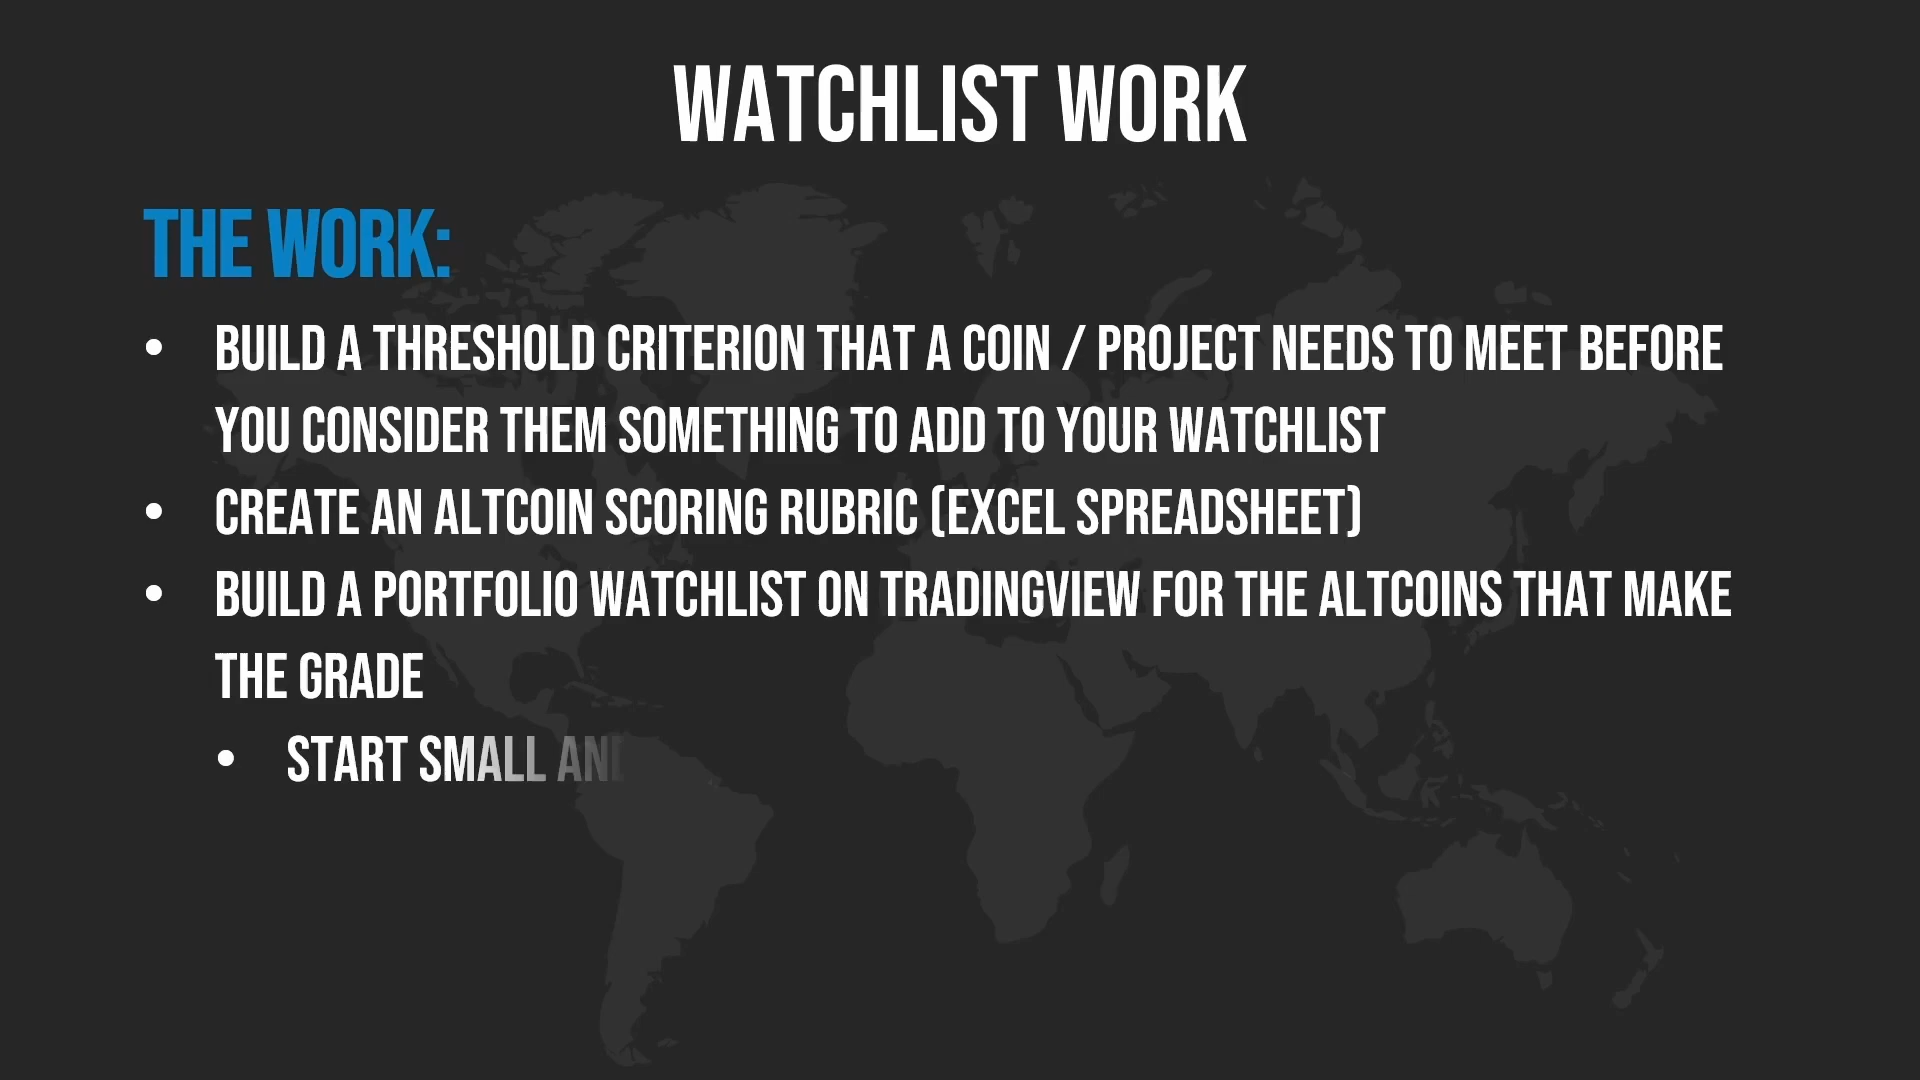 WATCHLIST WORK
THE WORK:
• BUILD A THRESHOLD CRITERION THAT A COIN / PROJECT NEEDS TO MEET BEFORE
YOU CONSIDER THEM SOMETHING TO ADD TO YOUR WATCHLIST
• CREATE AN ALTCOIN SCORING RUBRIC (EXCEL SPREADSHEET)
• BUILD A PORTFOLIO WATCHLIST ON TRADINGVIEW FOR THE ALTCOINS THAT MAKE
THE GRADE
• START SMALL